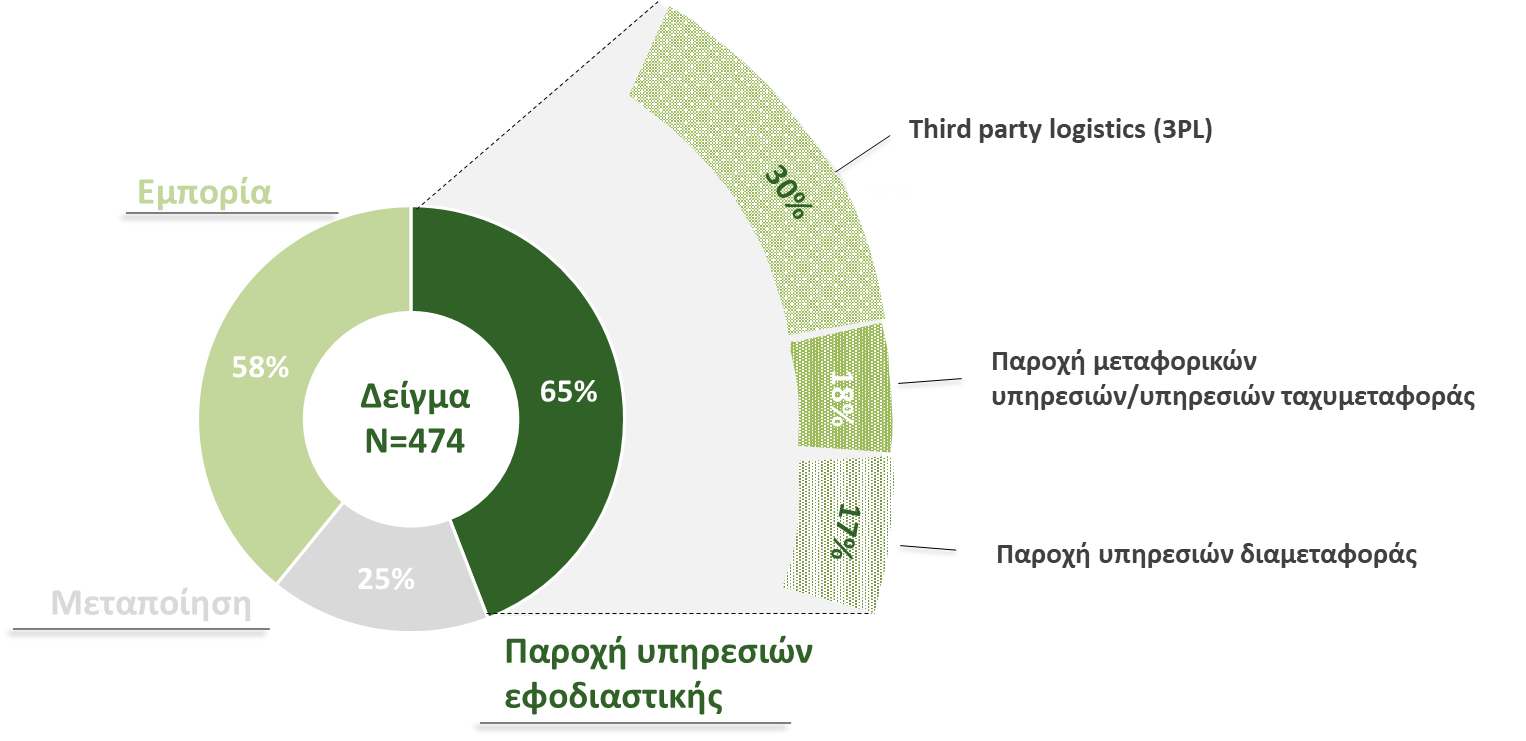 Third party logistics (3PL)
30%
Εμπορία
58%
65%
Δείγμα
N=474
18%
Παροχή μεταφορικών
υπηρεσιών/υπηρεσιών ταχυμεταφοράς
17%
Παροχή υπηρεσιών διαμεταφοράς
25%
Μεταποίηση
Παροχή υπηρεσιών
εφοδιαστικής